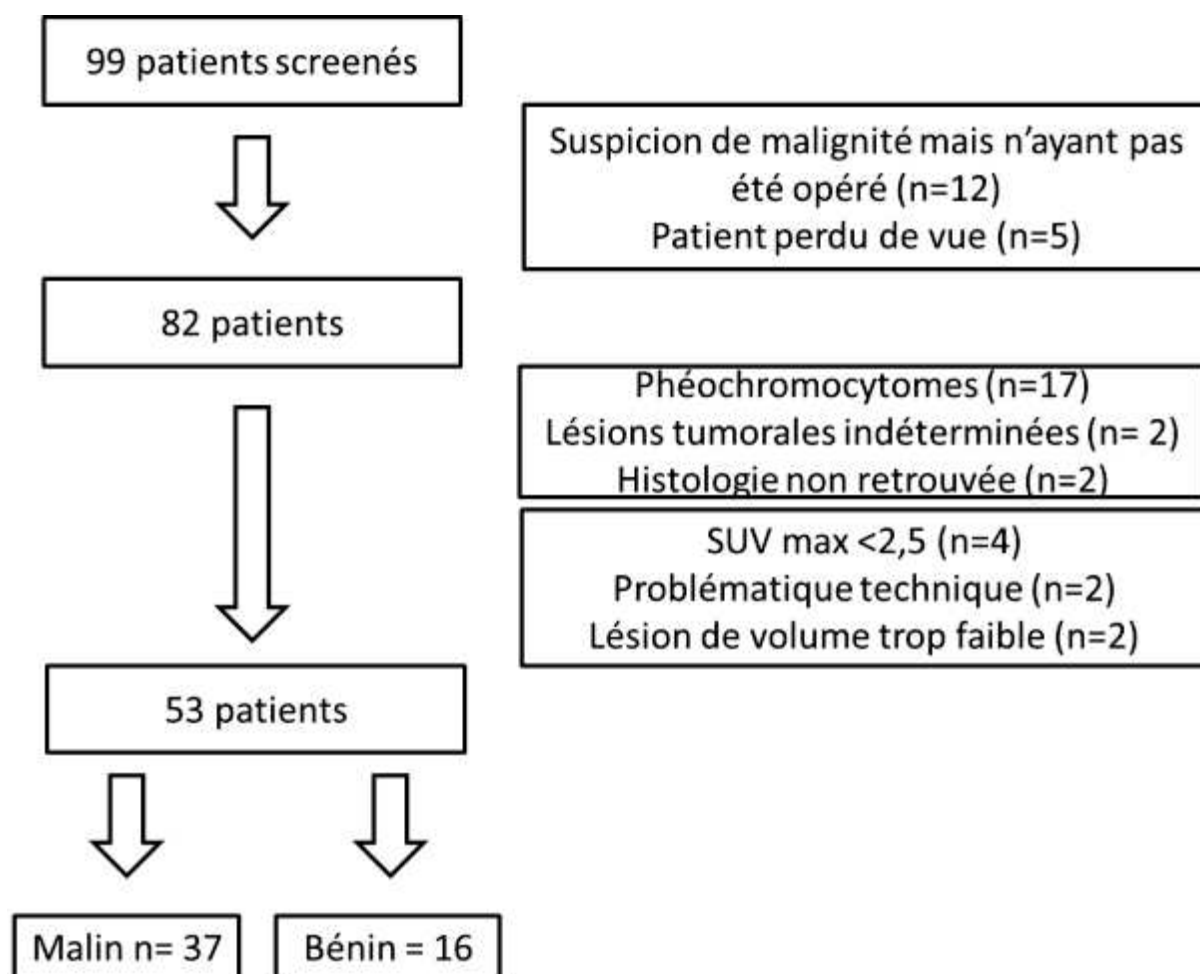 99 patients screenés
Suspicion de malignité mais n'ayant pas
été opéré (n=12)
Patient perdu de vue (n=5)
82 patients
Phéochromocytomes (n=17)
Lésions tumorales indéterminées (n= 2)
Histologie non retrouvée (n=2)
SUV max <2,5 (n=4)
Problématique technique (n=2)
Lésion de volume trop faible (n=2)
53 patients
Malin n= 37
Bénin = 16